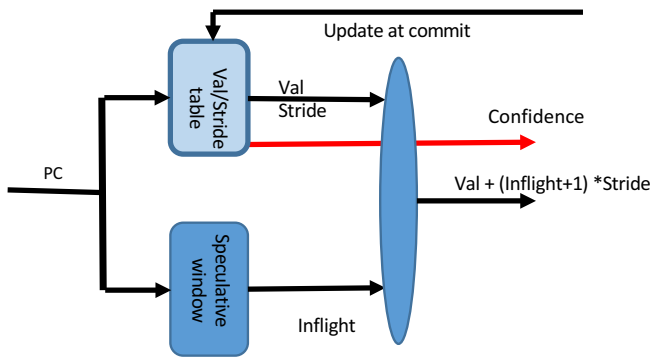 Update at commit
Val/Stride
table
Val
Stride
Confidence
PC
Val + (Inflight+1) *Stride
Speculative
window
Inflight